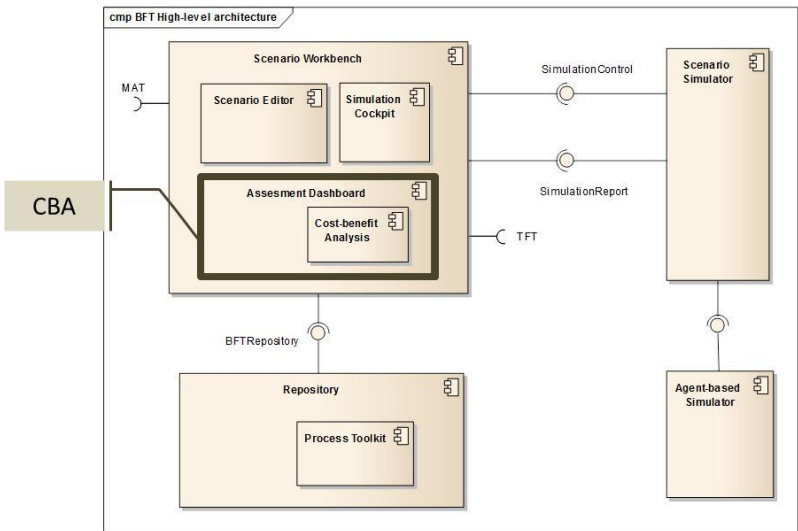 cmp BFT High-level architecture
Scenario Workbench
Scenario Editor
Simulation
Cockpit
MAT
SimulationControl
Scenario
Simulator
SimulationReport
CBA
Assesment Dashboard
Cost-benefit
Analysis
TFT
BFTRepository
Repository
Process Toolkit
Agent-based
Simulator